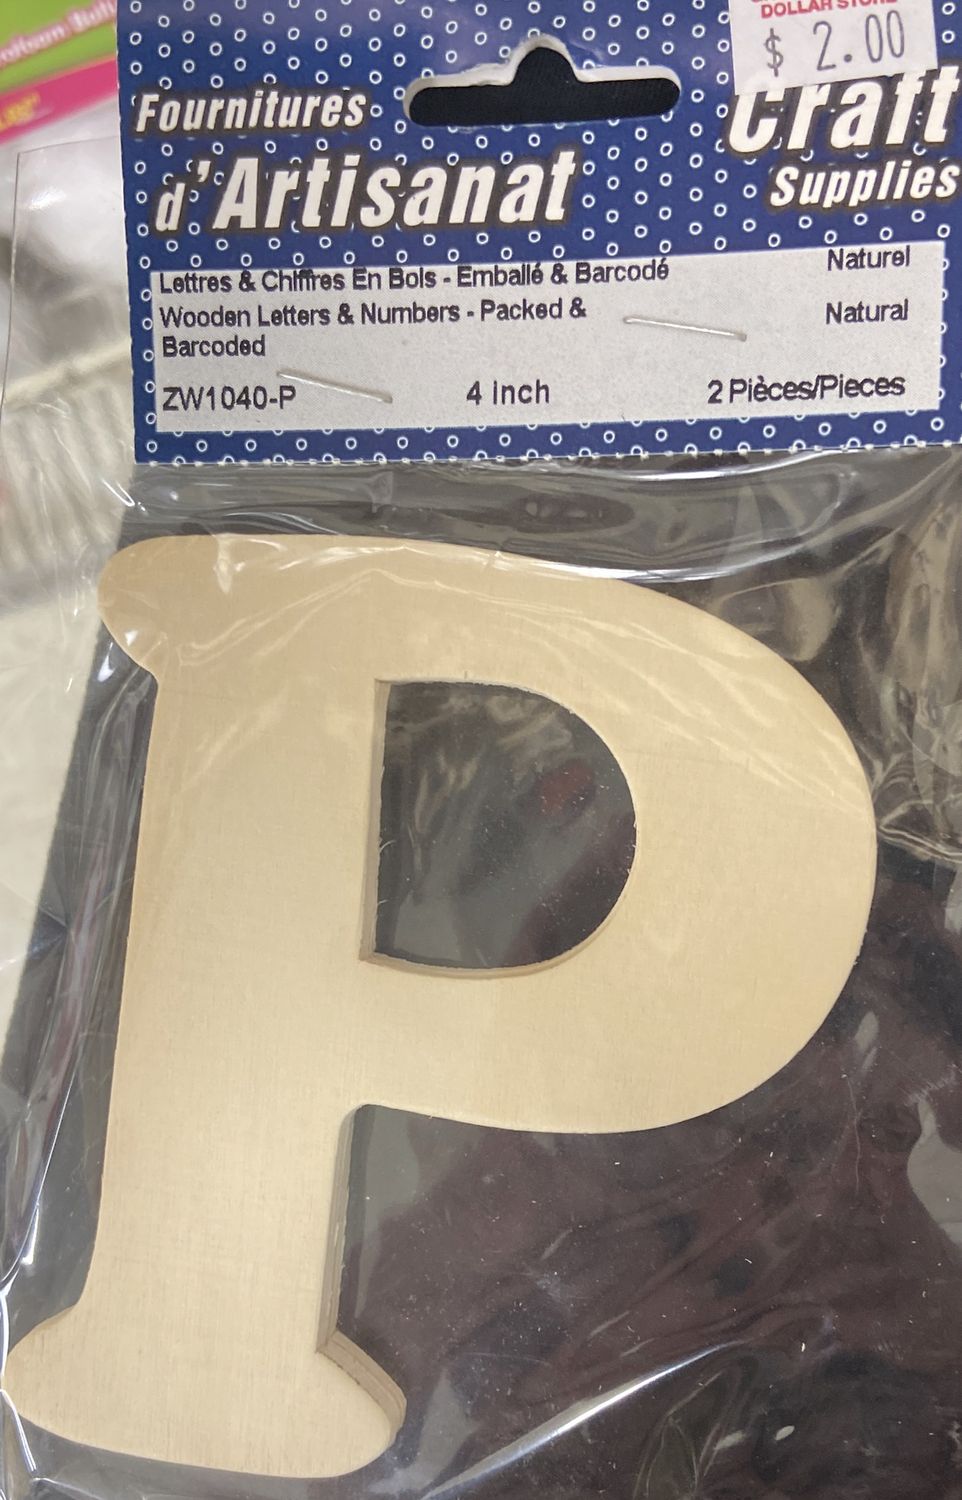 DOLLAR STORE
$ 2.00
Fournitures
d'Artisanat
Craft
Supplies
Lettres & Chiffres En Bois - Emballé & Barcodé
Naturel
Wooden Letters & Numbers - Packed &
Barcoded
Natural
ZW1040-P
4 inch
2 Pièces/Pieces
P